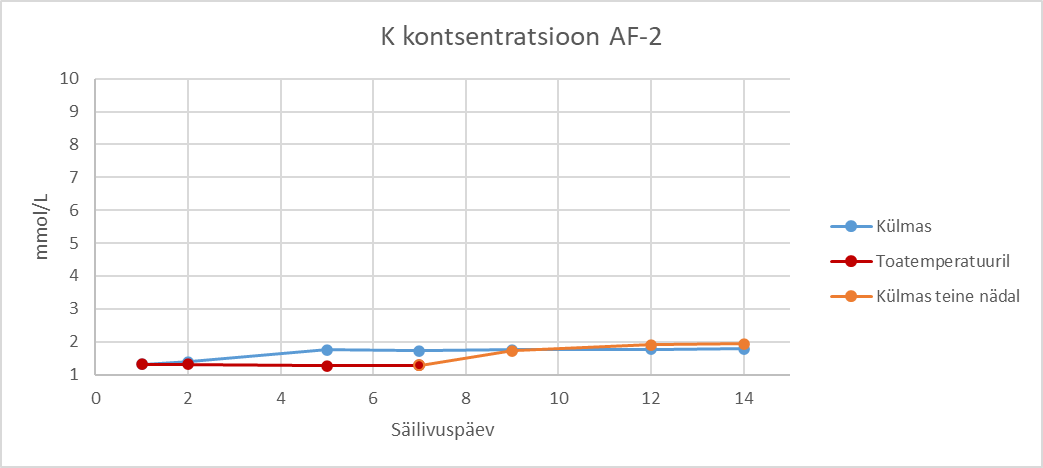 K kontsentratsioon AF-2
10
9
8
7
6
5
4
3
2
1
mmol/L
0 2 4 6 8 10 12 14
Säilivuspäev
Külmas
Toatemperatuuril
Külmas teine nädal